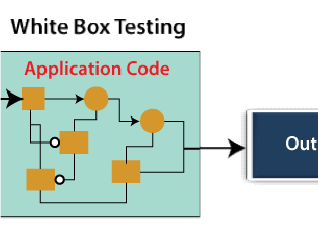 White Box Testing
Application Code
Out